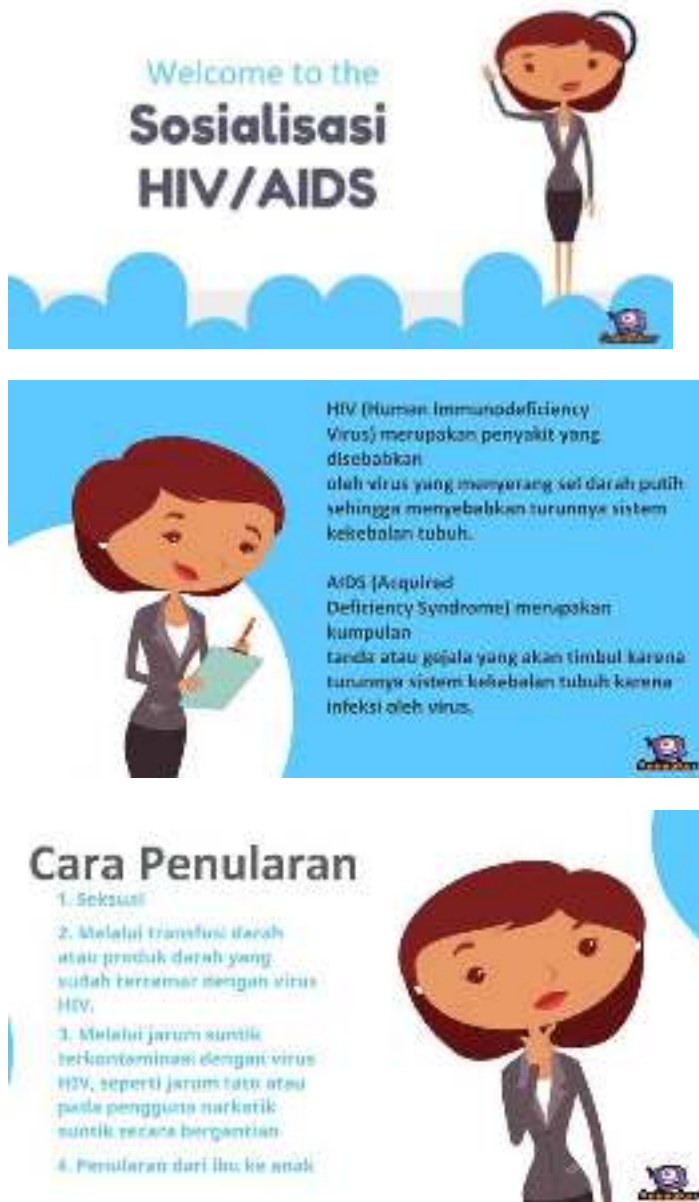 Welcome to the
Sosialisasi
HIV/AIDS
HIV (Human Immunodeficiency
Virus) merupakan penyakit yang
disebabkan
oleh virus yang menyerang sel darah putih
sehingga menyebabkan turunnya sistem
kekebalan tubuh.
AIDS (Acquired
Deficiency Syndrome) merupakan
kumpulan
tanda atau gejala yang akan timbul karena
turunnya sistem kekebalan tubuh karena
infeksi oleh virus.
Cara Penularan
1. Seksual
2. Melalui transfusi darah
atau produk darah yang
sudah tercemar dengan virus
HIV.
3. Melalui jarum suntik
terkontaminasi dengan virus
HIV, seperti jarum tato atau
pada pengguna narkotik
suntik secara bergantian
4. Penularan dari ibu ke anak